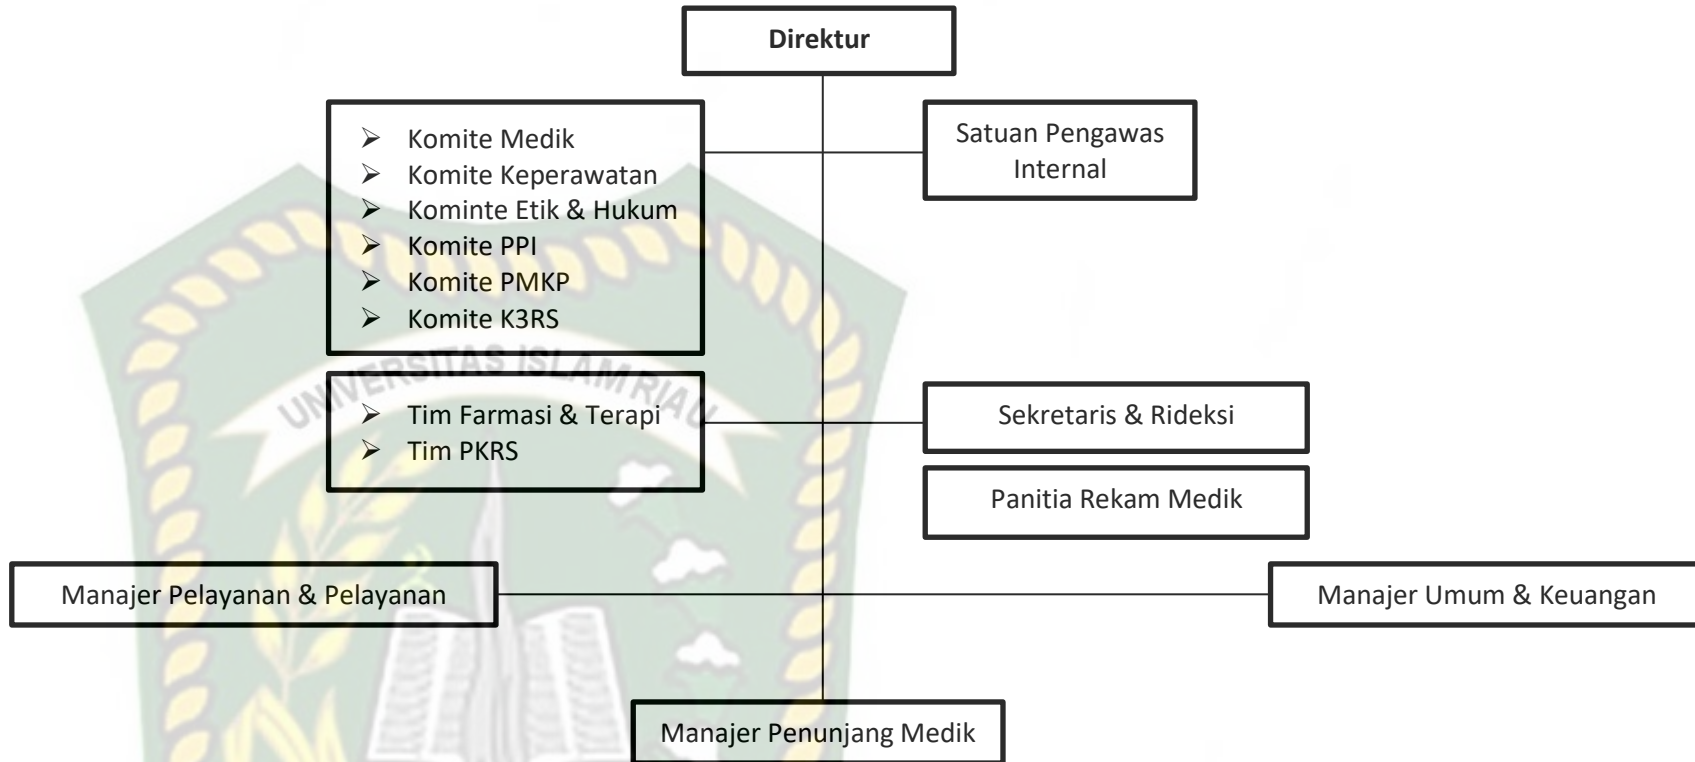 Direktur
➢ Komite Medik
➢ Komite Keperawatan
➢ Kominte Etik & Hukum
➢ Komite PPI
➢ Komite PMKP
➢ Komite K3RS
Satuan Pengawas
Internal
UNIVERSITAS ISLAM RIAU
➢ Tim Farmasi & Terapi
➢ Tim PKRS
Sekretaris & Rideksi
Panitia Rekam Medik
Manajer Pelayanan & Pelayanan
Manajer Umum & Keuangan
Manajer Penunjang Medik